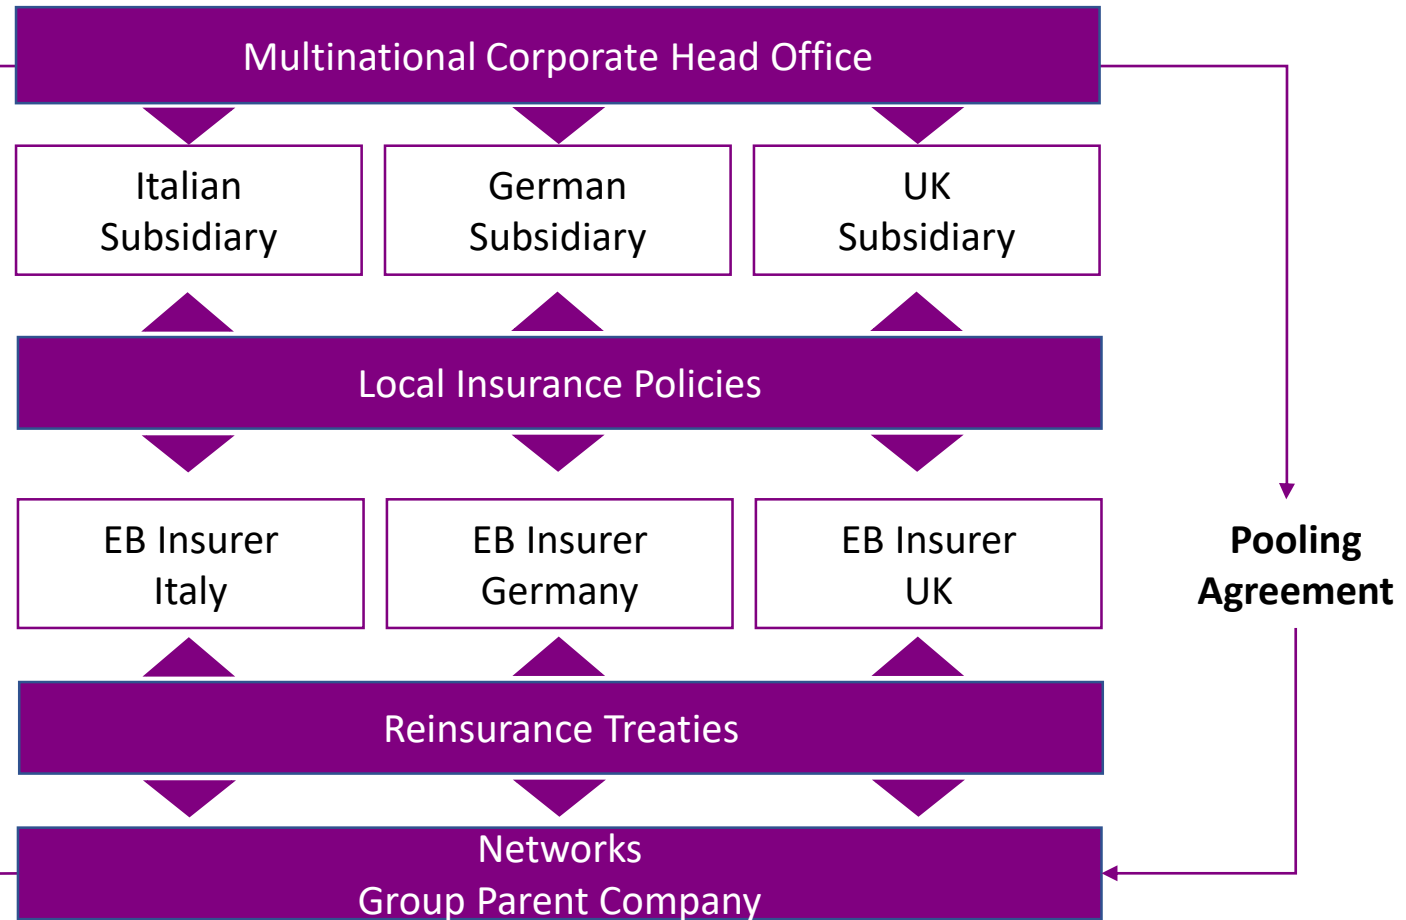 Multinational Corporate Head Office
Italian
Subsidiary
German
Subsidiary
UK
Subsidiary
Local Insurance Policies
EB Insurer
Italy
EB Insurer
Germany
EB Insurer
UK
Pooling
Agreement
Reinsurance Treaties
Networks
Group Parent Company